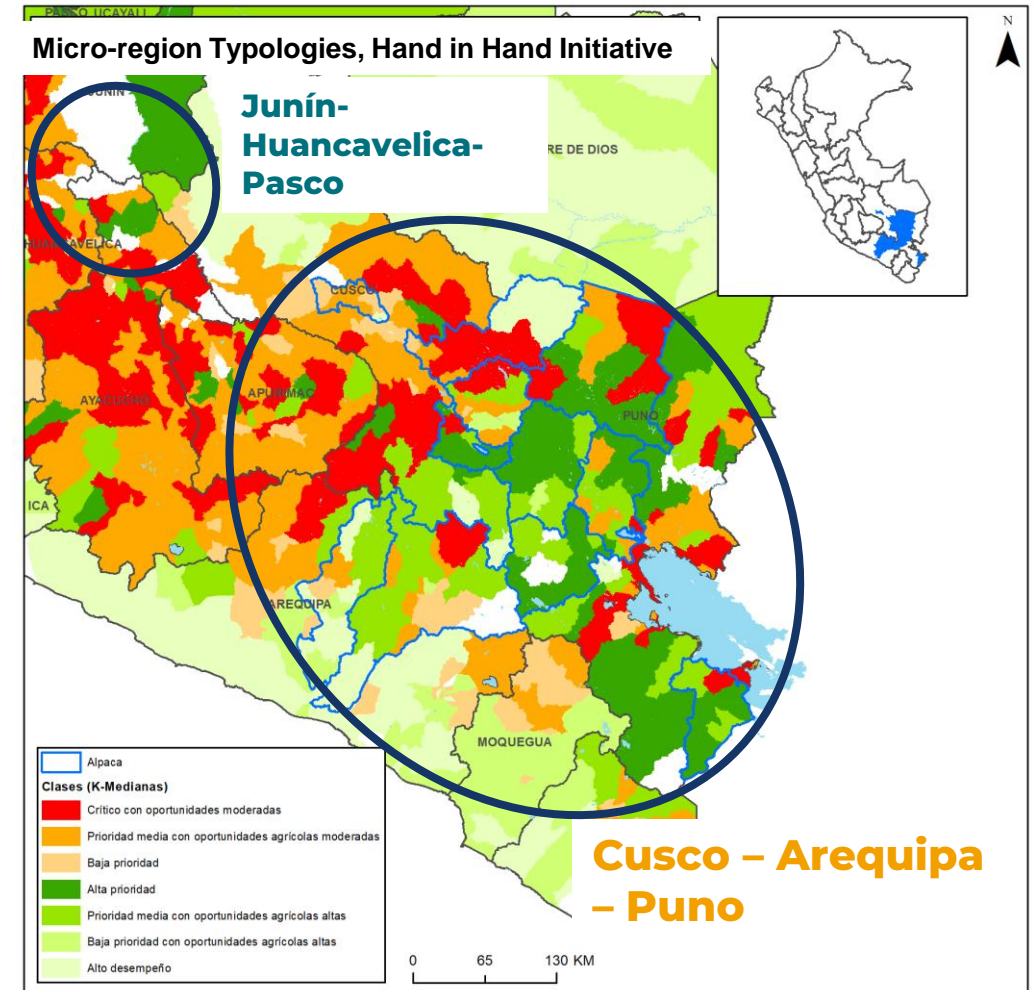 PASCO UCAYALI
Micro-region Typologies, Hand in Hand Initiative
N
JUNIN
Junín-
Huancavelica-
Pasco
RE DE DIOS
HUANCAVELICA
CUSCO
AYACUCHO
APURIMAC
PUNO
ICA
AREQUIPA
MOQUEGUA
Alpaca
Clases (K-Medianas)
Crítico con oportunidades moderadas
Prioridad media con oportunidades agrícolas moderadas
Baja prioridad
Alta prioridad
Prioridad media con oportunidades agrícolas altas
Baja prioridad con oportunidades agrícolas altas
Alto desempeño
0 65 130 KM
Cusco – Arequipa
– Puno